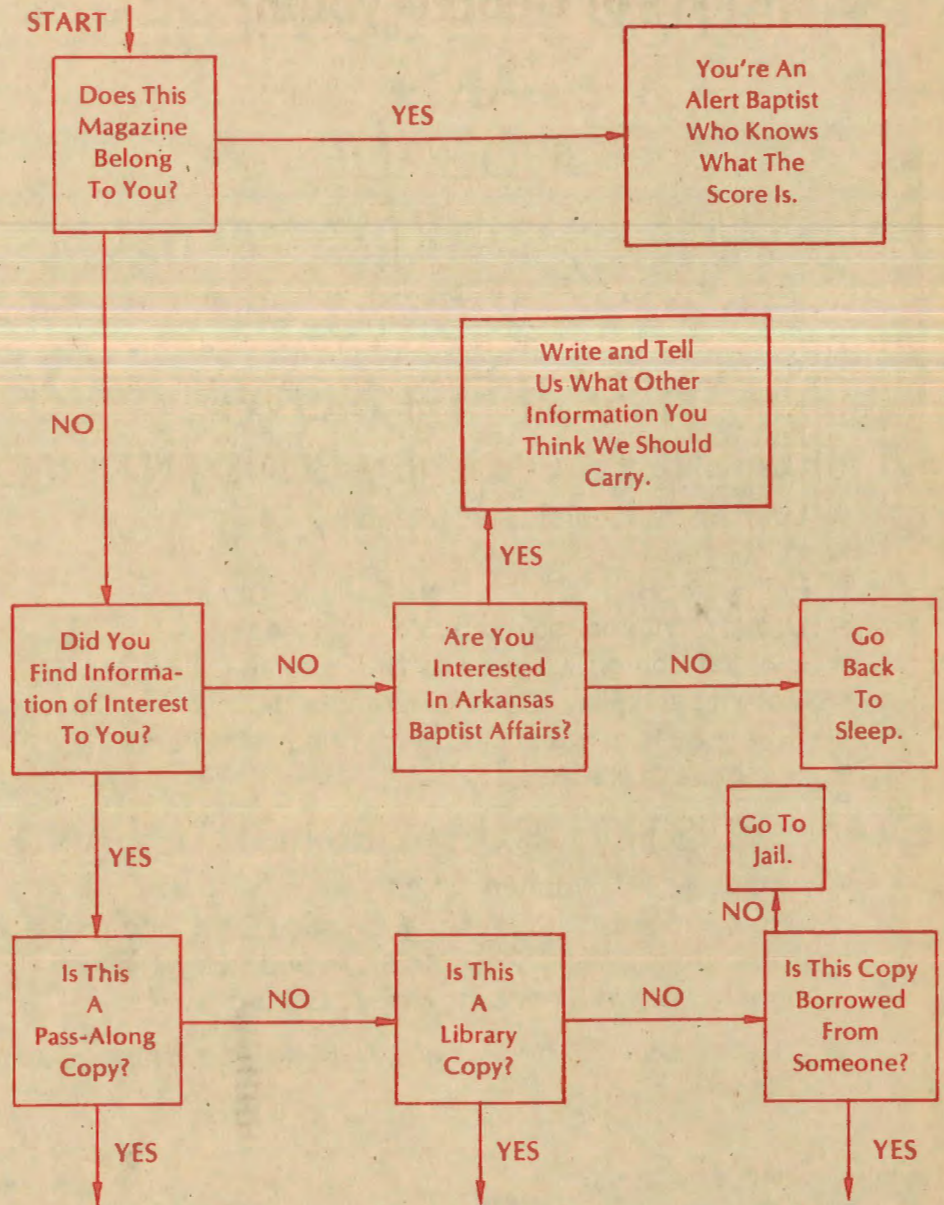 START
Does This
Magazine
Belong
To You?
YES
You're An
Alert Baptist
Who Knows
What The
Score Is.
NO
Write and Tell
Us What Other
Information You
Think We Should
Carry.
YES
Did You
Find Informa-
tion of Interest
To You?
NO
Are You
Interested
In Arkansas
Baptist Affairs?
NO
Go
Back
To
Sleep.
YES
Go To
Jail.
NO
Is This
A
Pass-Along
Copy?
NO
Is This
A
Library
Copy?
NO
Is This Copy
Borrowed
From
Someone?
YES
YES
YES